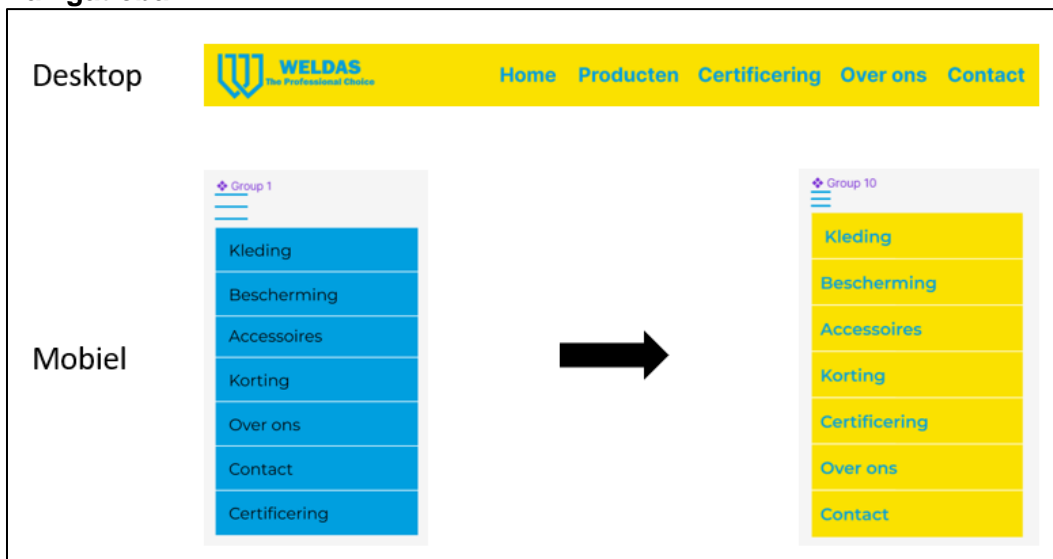 Desktop
WELDAS
The Professional Choice
Home Producten Certificering Over ons Contact
Mobiel
Group 1
Kleding
Bescherming
Accessoires
Korting
Over ons
Contact
Certificering
Group 10
Kleding
Bescherming
Accessoires
Korting
Certificering
Over ons
Contact